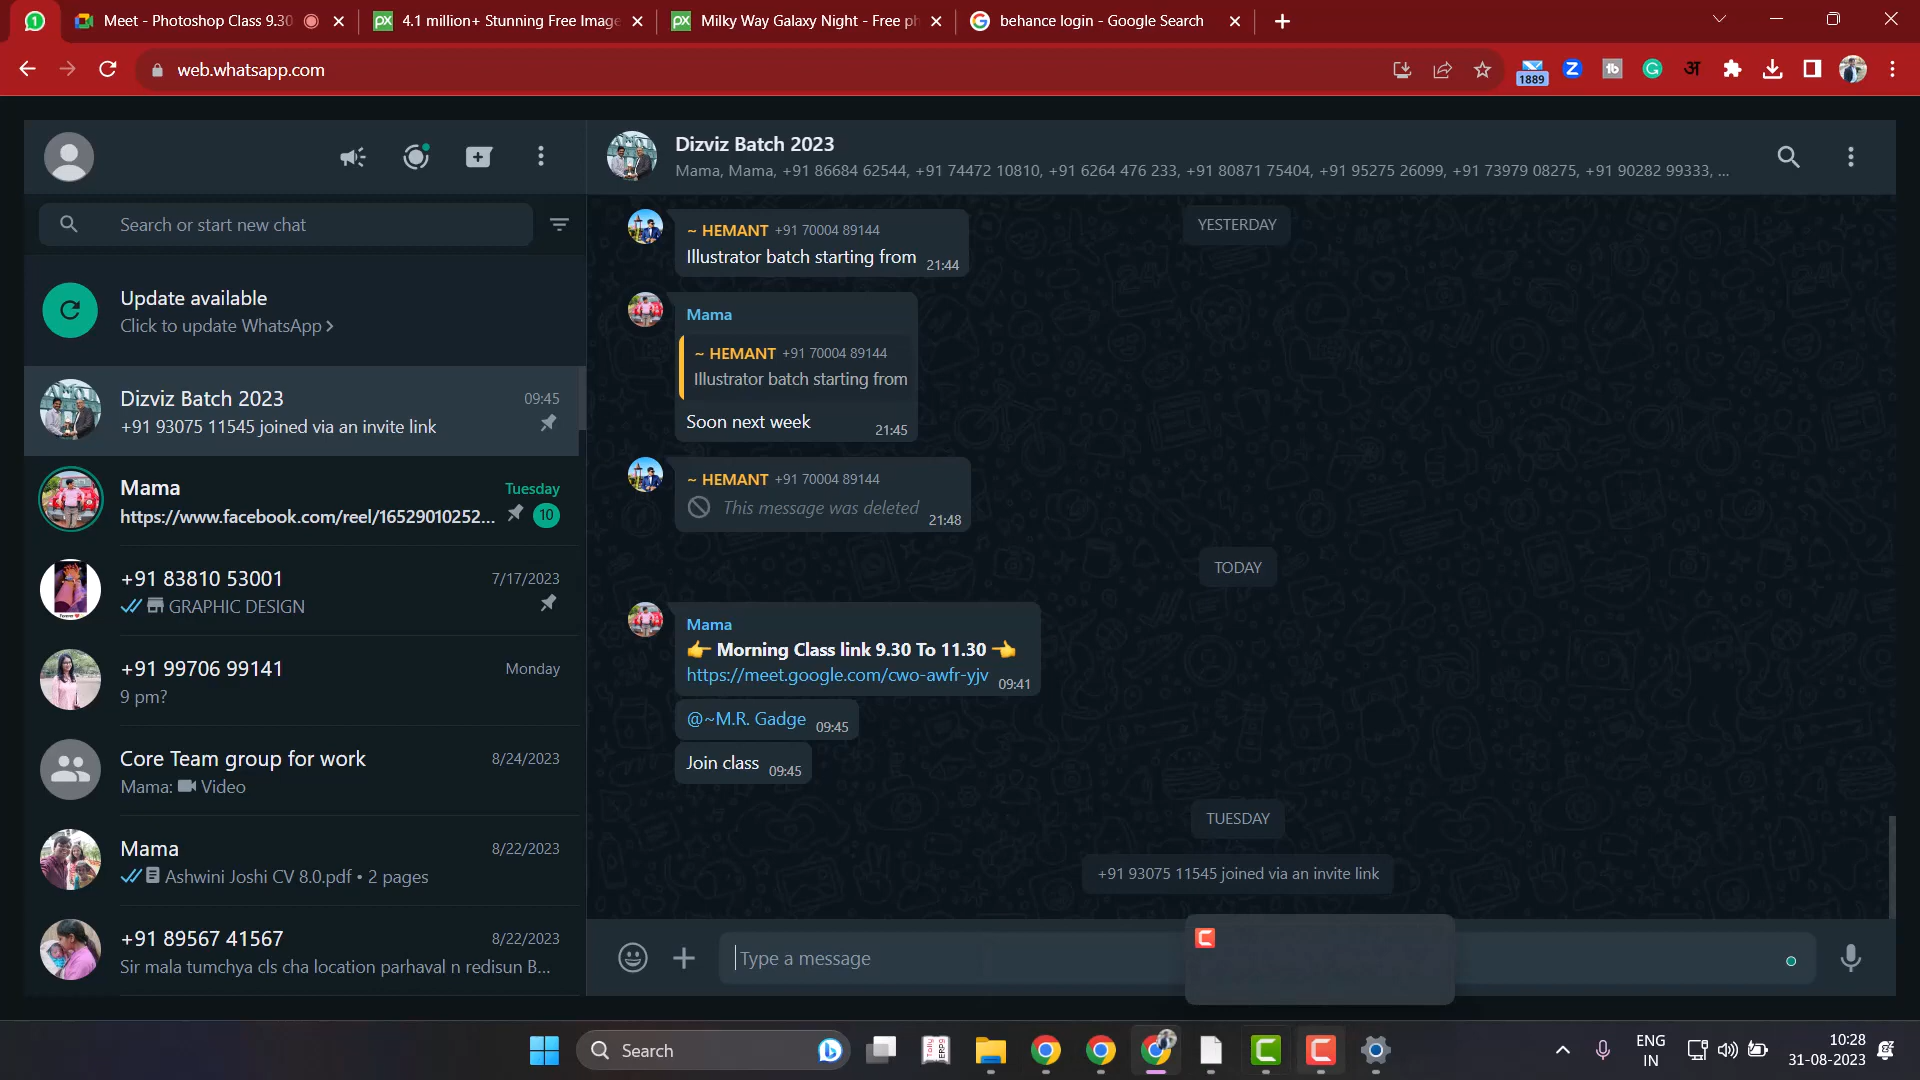 Meet - Photoshop Class 9.30
4.1 million+ Stunning Free Image
Milky Way Galaxy Night - Free ph
behance login - Google Search
web.whatsapp.com
1889
अ
Dizviz Batch 2023
Mama, Mama, +91 86684 62544, +91 74472 10810, +91 6264 476 233, +91 80871 75404, +91 95275 26099, +91 73979 08275, +91 90282 99333, ...
Search or start new chat
Update available
Click to update WhatsApp
Dizviz Batch 2023 09:45
+91 93075 11545 joined via an invite link
Mama Tuesday
https://www.facebook.com/reel/16529010252... 10
+91 83810 53001 7/17/2023
GRAPHIC DESIGN
+91 99706 99141 Monday
9 pm?
Core Team group for work 8/24/2023
Mama: Video
Mama 8/22/2023
Ashwini Joshi CV 8.0.pdf • 2 pages
+91 89567 41567 8/22/2023
Sir mala tumchya cls cha location parhaval n redisun B...
YESTERDAY
~ HEMANT +91 70004 89144
Illustrator batch starting from 21:44
Mama
~ HEMANT +91 70004 89144
Illustrator batch starting from
Soon next week 21:45
~ HEMANT +91 70004 89144
This message was deleted 21:48
TODAY
Mama
👉 Morning Class link 9.30 To 11.30 👈
https://meet.google.com/cwo-awfr-yjv 09:41
@~M.R. Gadge 09:45
Join class 09:45
TUESDAY
+91 93075 11545 joined via an invite link
Type a message
Search
ENG
IN
10:28
31-08-2023